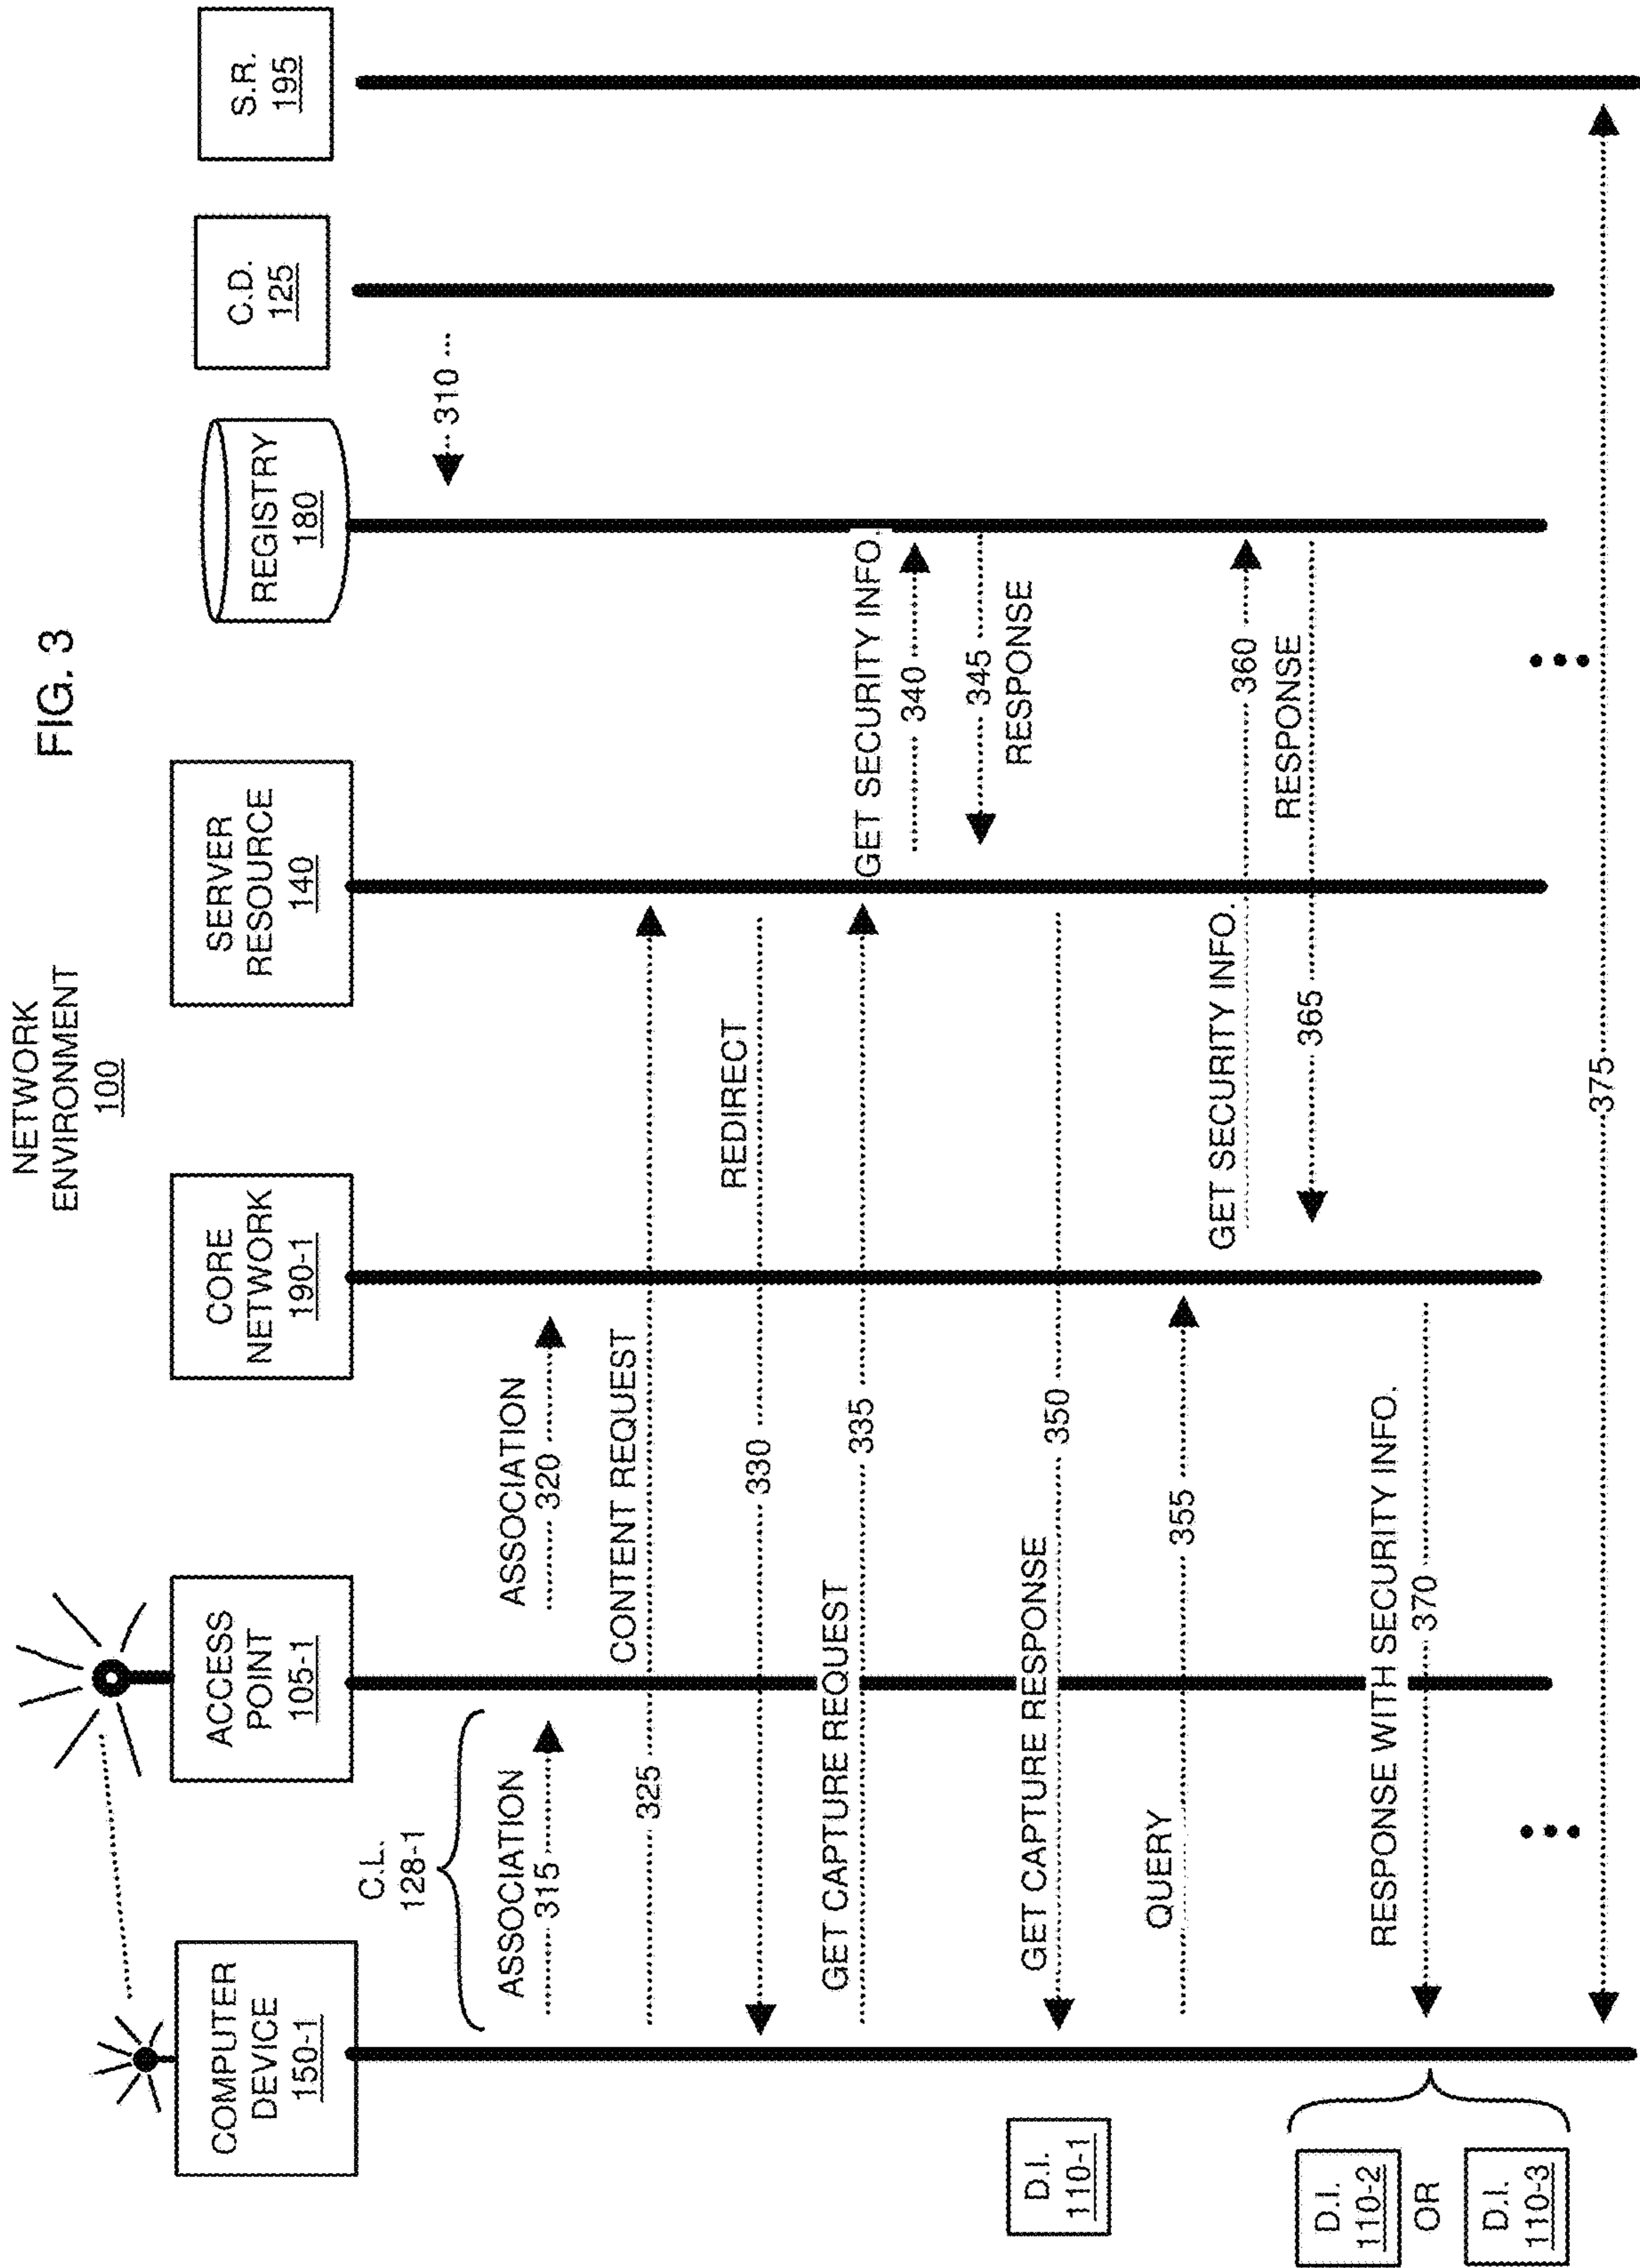 NETWORK
ENVIRONMENT
100
FIG. 3
COMPUTER
DEVICE
150-1
ACCESS
POINT
105-1
CORE
NETWORK
190-1
SERVER
RESOURCE
140
REGISTRY
180
C.D.
125
S.R.
195
C.L.
128-1
310
ASSOCIATION
315
ASSOCIATION
320
CONTENT REQUEST
325
REDIRECT
330
GET CAPTURE REQUEST
335
GET SECURITY INFO.
340
345
RESPONSE
GET CAPTURE RESPONSE
350
D.I.
110-1
QUERY
355
GET SECURITY INFO.
360
RESPONSE
365
RESPONSE WITH SECURITY INFO.
370
D.I.
110-2
OR
D.I.
110-3
375